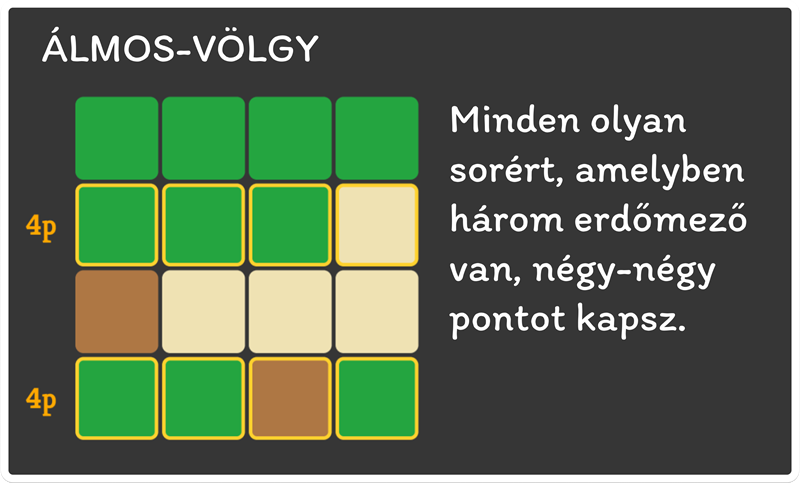 ÁLMOS-VÖLGY
Minden olyan
sorért, amelyben
három erdőmező
van, négy-négy
pontot kapsz.
4p
4p